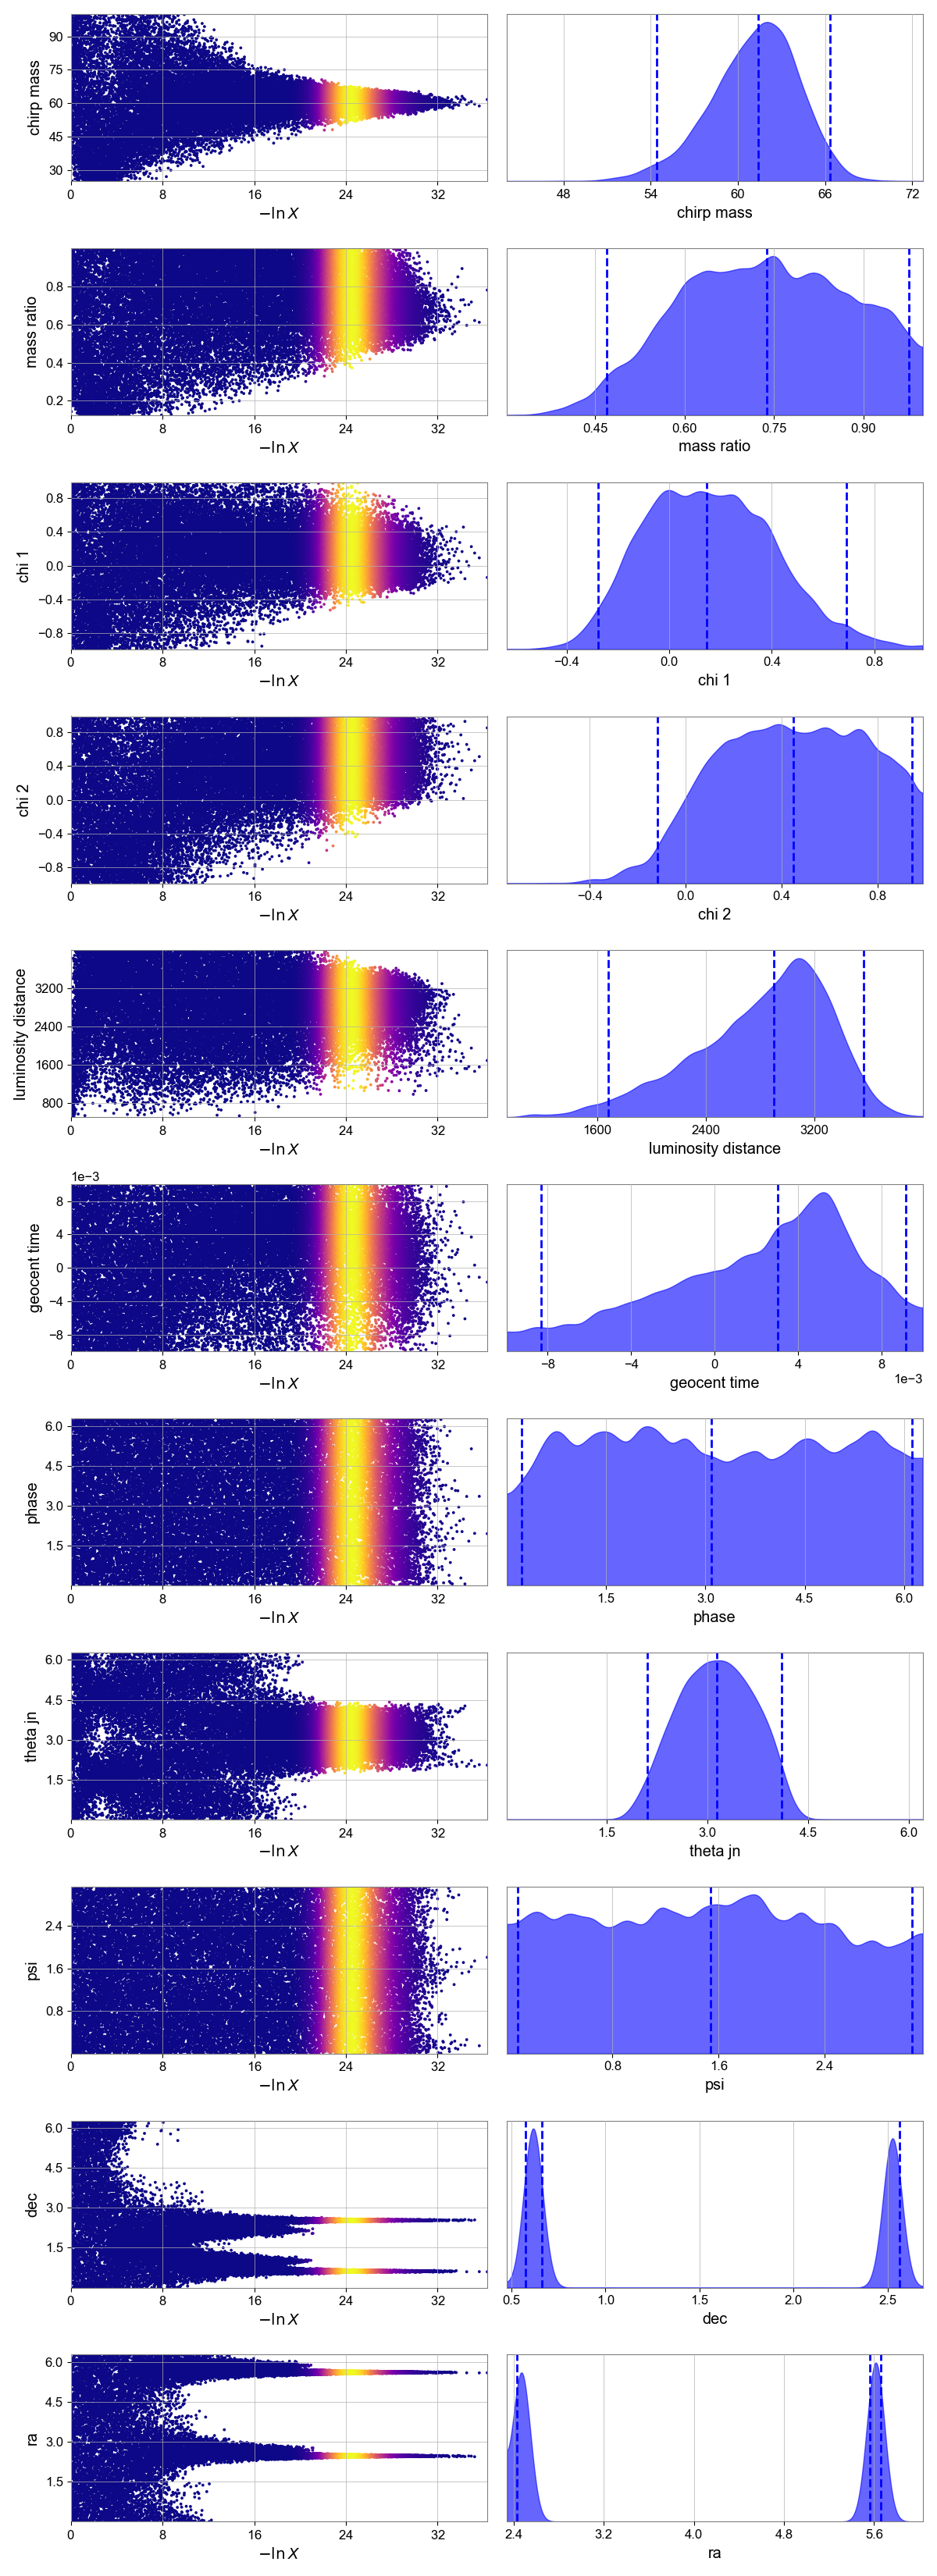 90
75
60
45
30
chirp mass
0 8 16 24 32
−ln X
48 54 60 66 72
chirp mass
0.8
0.6
0.4
0.2
mass ratio
0 8 16 24 32
−ln X
0.45 0.60 0.75 0.90
mass ratio
0.8
0.4
0.0
−0.4
−0.8
chi 1
0 8 16 24 32
−ln X
−0.4 0.0 0.4 0.8
chi 1
0.8
0.4
0.0
−0.4
−0.8
chi 2
0 8 16 24 32
−ln X
−0.4 0.0 0.4 0.8
chi 2
3200
2400
1600
800
luminosity distance
0 8 16 24 32
−ln X
1600 2400 3200
luminosity distance
1e−3
8
4
0
−4
−8
geocent time
0 8 16 24 32
−ln X
−8 −4 0 4 8
1e−3
geocent time
6.0
4.5
3.0
1.5
phase
0 8 16 24 32
−ln X
1.5 3.0 4.5 6.0
phase
6.0
4.5
3.0
1.5
theta jn
0 8 16 24 32
−ln X
1.5 3.0 4.5 6.0
theta jn
2.4
1.6
0.8
psi
0 8 16 24 32
−ln X
0.8 1.6 2.4
psi
6.0
4.5
3.0
1.5
dec
0 8 16 24 32
−ln X
0.5 1.0 1.5 2.0 2.5
dec
6.0
4.5
3.0
1.5
ra
0 8 16 24 32
−ln X
2.4 3.2 4.0 4.8 5.6
ra